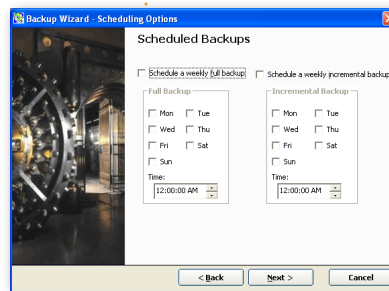 Backup Wizard - Scheduling Options
Scheduled Backups
Schedule a weekly full backup
Schedule a weekly incremental backup
Full Backup
Incremental Backup
Mon Tue
Mon Tue
Wed Thu
Wed Thu
Fri Sat
Fri Sat
Sun
Sun
Time:
Time:
12:00:00 AM
12:00:00 AM
< Back
Next >
Cancel